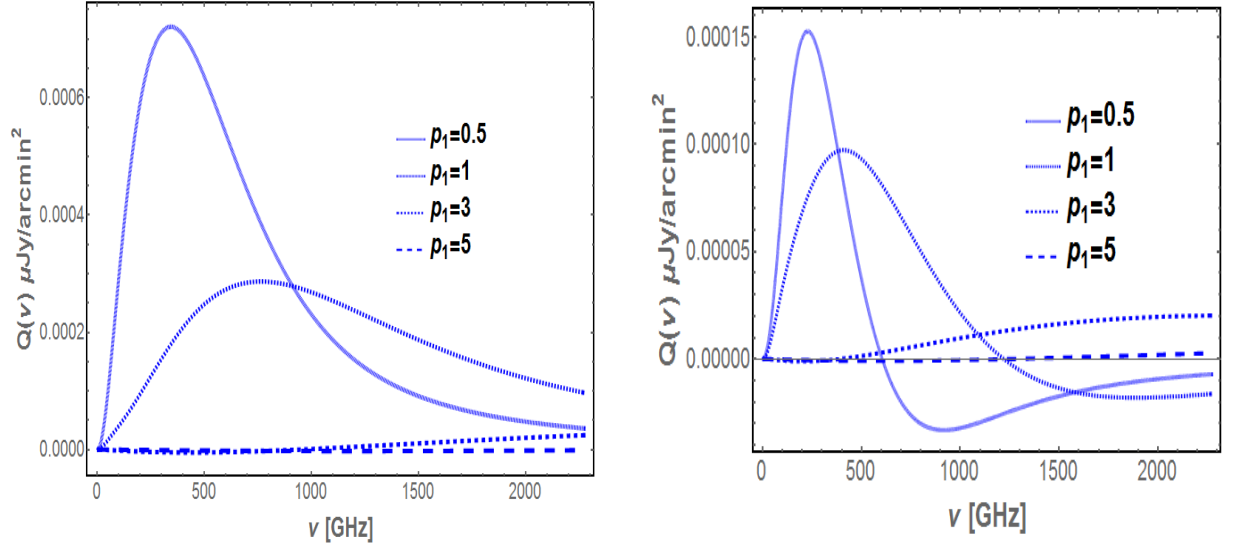 Q(ν) μJy/arcmin²
0.0006
0.0004
0.0002
0.0000
p₁=0.5
p₁=1
p₁=3
p₁=5
0
500
1000
1500
2000
ν [GHz]
Q(ν) μJy/arcmin²
0.00015
0.00010
0.00005
0.00000
p₁=0.5
p₁=1
p₁=3
p₁=5
0
500
1000
1500
2000
ν [GHz]